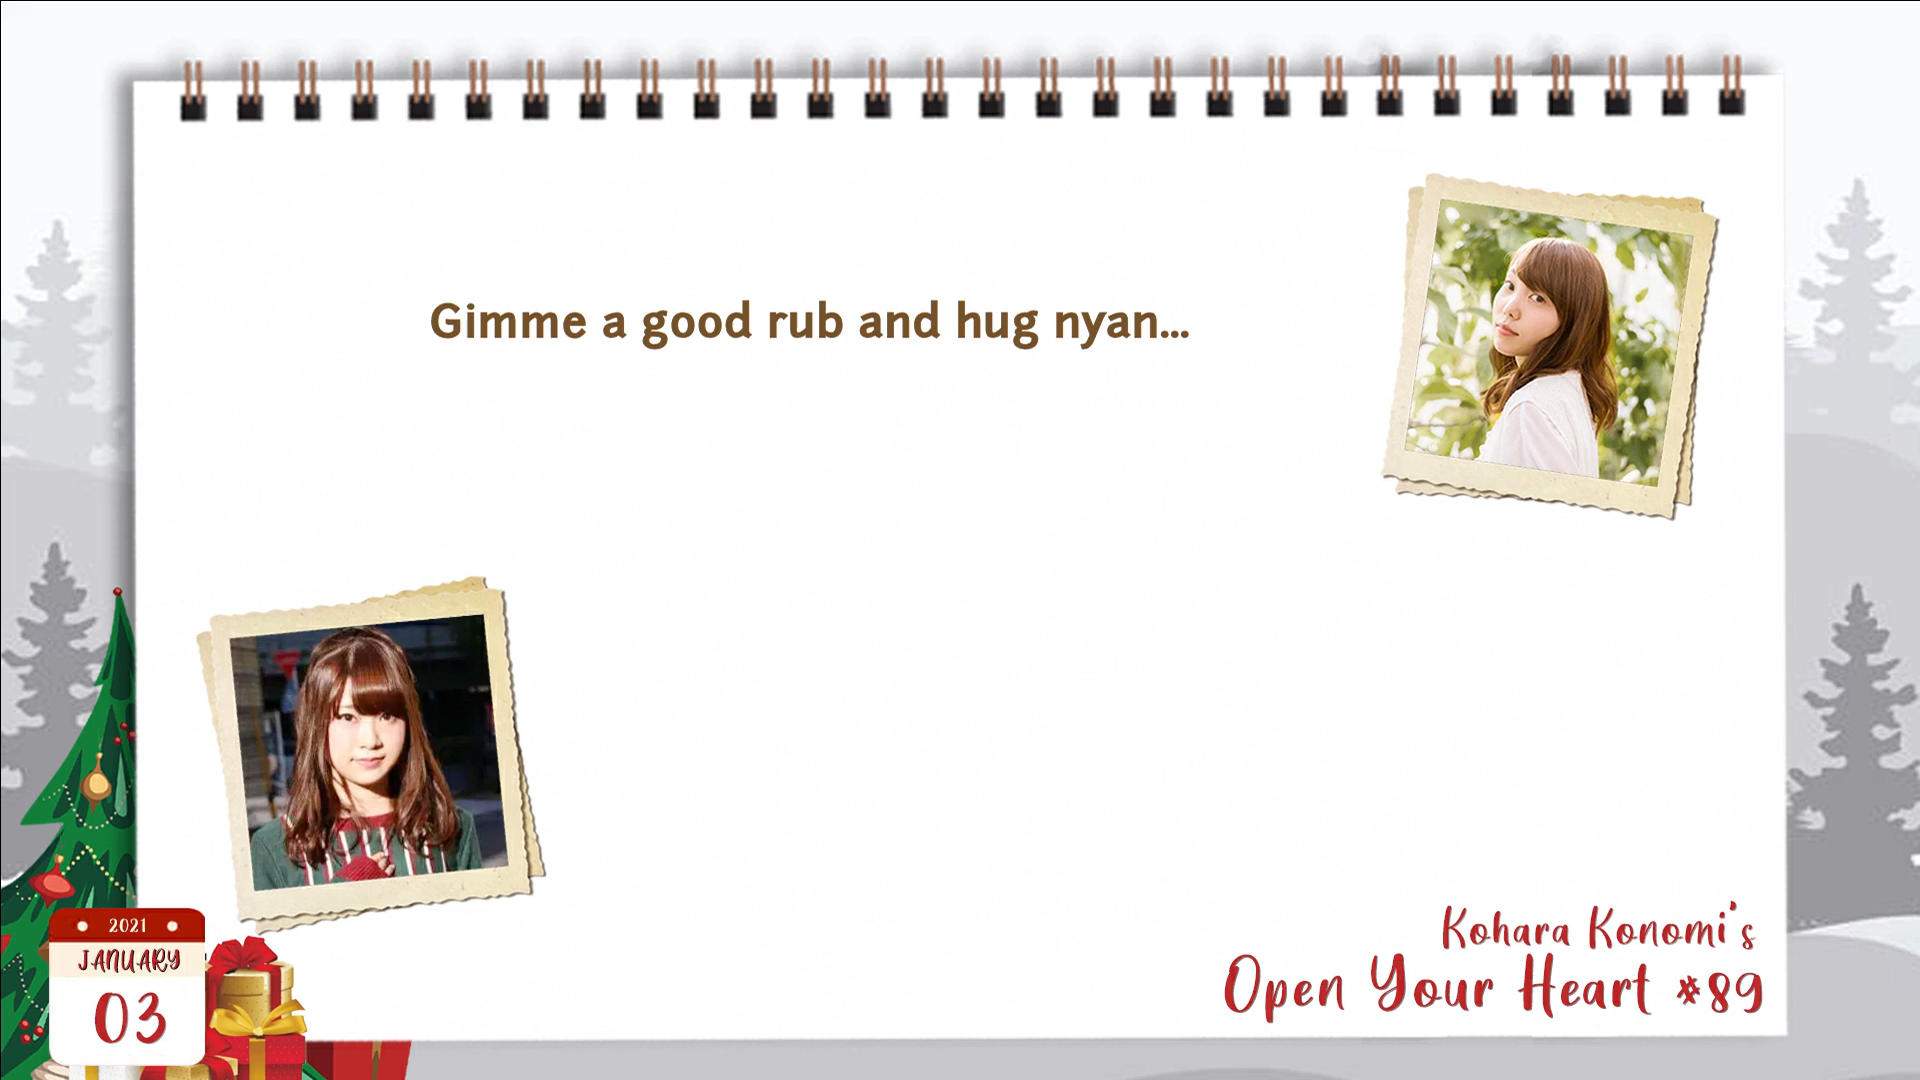 Gimme a good rub and hug nyan...
2021
JANUARY
03
Kohara Konomi's
Open Your Heart #89